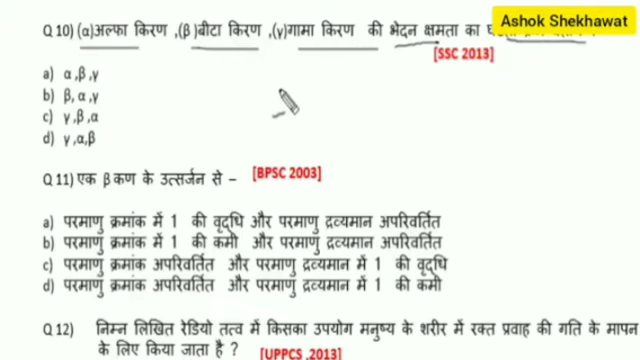 Ashok Shekhawat
Q 10) (α)अल्फा किरण ,(β)बीटा किरण ,(γ)गामा किरण की भेदन क्षमता का
[SSC 2013]
a) α ,β ,γ
b) β, α ,γ
c) γ ,β ,α
d) γ ,α ,β
Q 11) एक β कण के उत्सर्जन से – [BPSC 2003]
a) परमाणु क्रमांक में 1 की वृद्धि और परमाणु द्रव्यमान अपरिवर्तित
b) परमाणु क्रमांक में 1 की कमी और परमाणु द्रव्यमान अपरिवर्तित
c) परमाणु क्रमांक अपरिवर्तित और परमाणु द्रव्यमान में 1 की वृद्धि
d) परमाणु क्रमांक अपरिवर्तित और परमाणु द्रव्यमान में 1 की कमी
Q 12) निम्न लिखित रेडियो तत्व में किसका उपयोग मनुष्य के शरीर में रक्त प्रवाह की गति के मापन
के लिए किया जाता है ? [UPPCS ,2013]